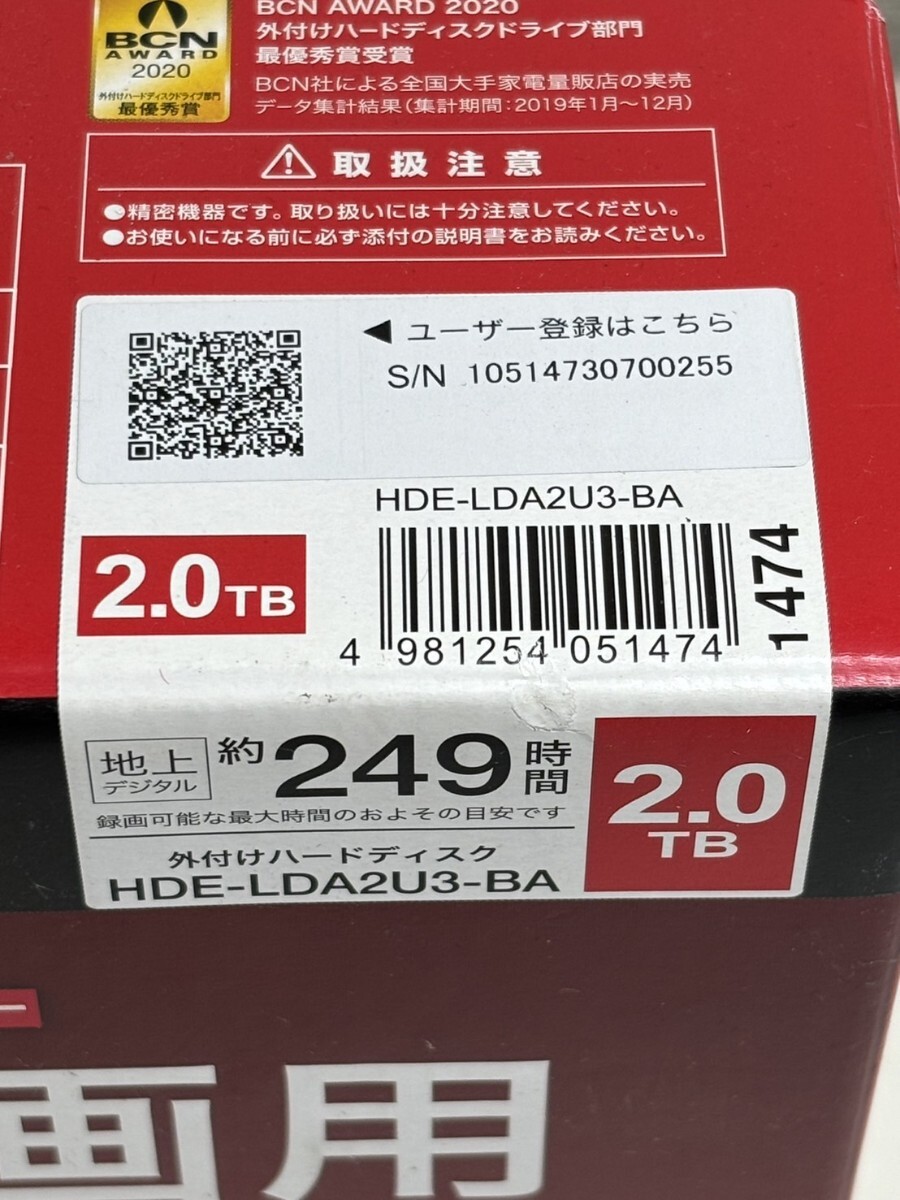 BCN
AWARD
2020
外付けハードディスクドライブ部門
最優秀賞
BCN AWARD 2020
外付けハードディスクドライブ部門
最優秀賞受賞
BCN社による全国大手家電量販店の実売
データ集計結果(集計期間:2019年1月～12月)
取扱注意
●精密機器です。取り扱いには十分注意してください。
●お使いになる前に必ず添付の説明書をお読みください。
◀ユーザー登録はこちら
S/N 10514730700255
HDE-LDA2U3-BA
2.0TB
4 981254 051474
1474
地上
デジタル
約249時間
録画可能な最大時間のおよその目安です
外付けハードディスク
HDE-LDA2U3-BA
2.0
TB
ー
画用